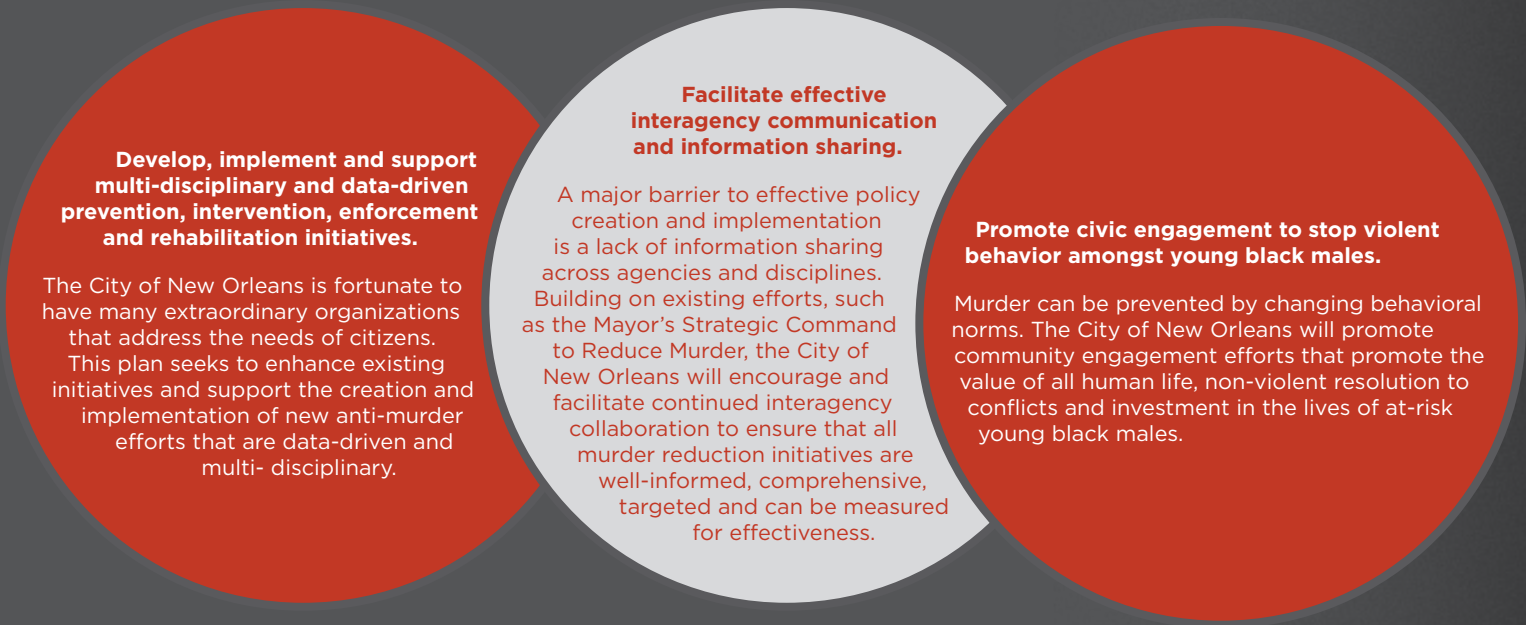 Develop, implement and support
multi-disciplinary and data-driven
prevention, intervention, enforcement
and rehabilitation initiatives.
The City of New Orleans is fortunate to
have many extraordinary organizations
that address the needs of citizens.
This plan seeks to enhance existing
initiatives and support the creation and
implementation of new anti-murder
efforts that are data-driven and
multi- disciplinary.
Facilitate effective
interagency communication
and information sharing.
A major barrier to effective policy
creation and implementation
is a lack of information sharing
across agencies and disciplines.
Building on existing efforts, such
as the Mayor’s Strategic Command
to Reduce Murder, the City of
New Orleans will encourage and
facilitate continued interagency
collaboration to ensure that all
murder reduction initiatives are
well-informed, comprehensive,
targeted and can be measured
for effectiveness.
Promote civic engagement to stop violent
behavior amongst young black males.
Murder can be prevented by changing behavioral
norms. The City of New Orleans will promote
community engagement efforts that promote the
value of all human life, non-violent resolution to
conflicts and investment in the lives of at-risk
young black males.